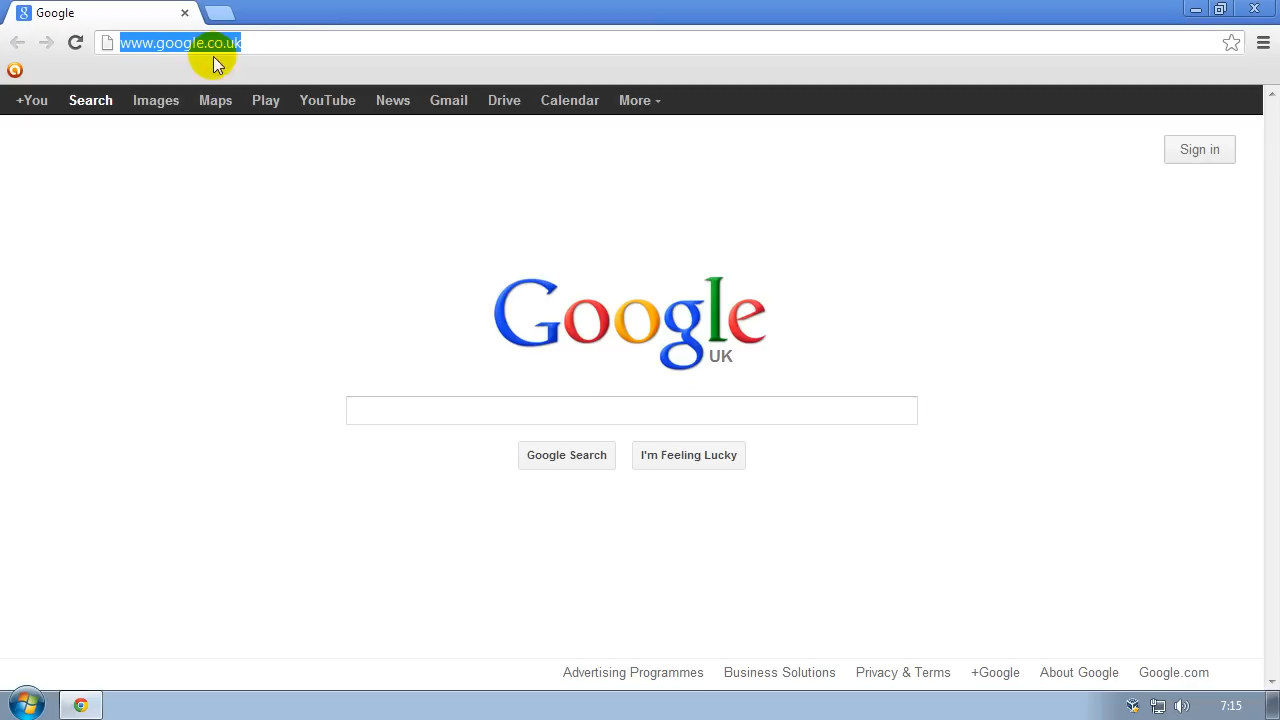 Google
www.google.co.uk
+You Search Images Maps Play YouTube News Gmail Drive Calendar More
Sign in
Google
UK
Google Search I'm Feeling Lucky
Advertising Programmes Business Solutions Privacy & Terms +Google About Google Google.com
7:15